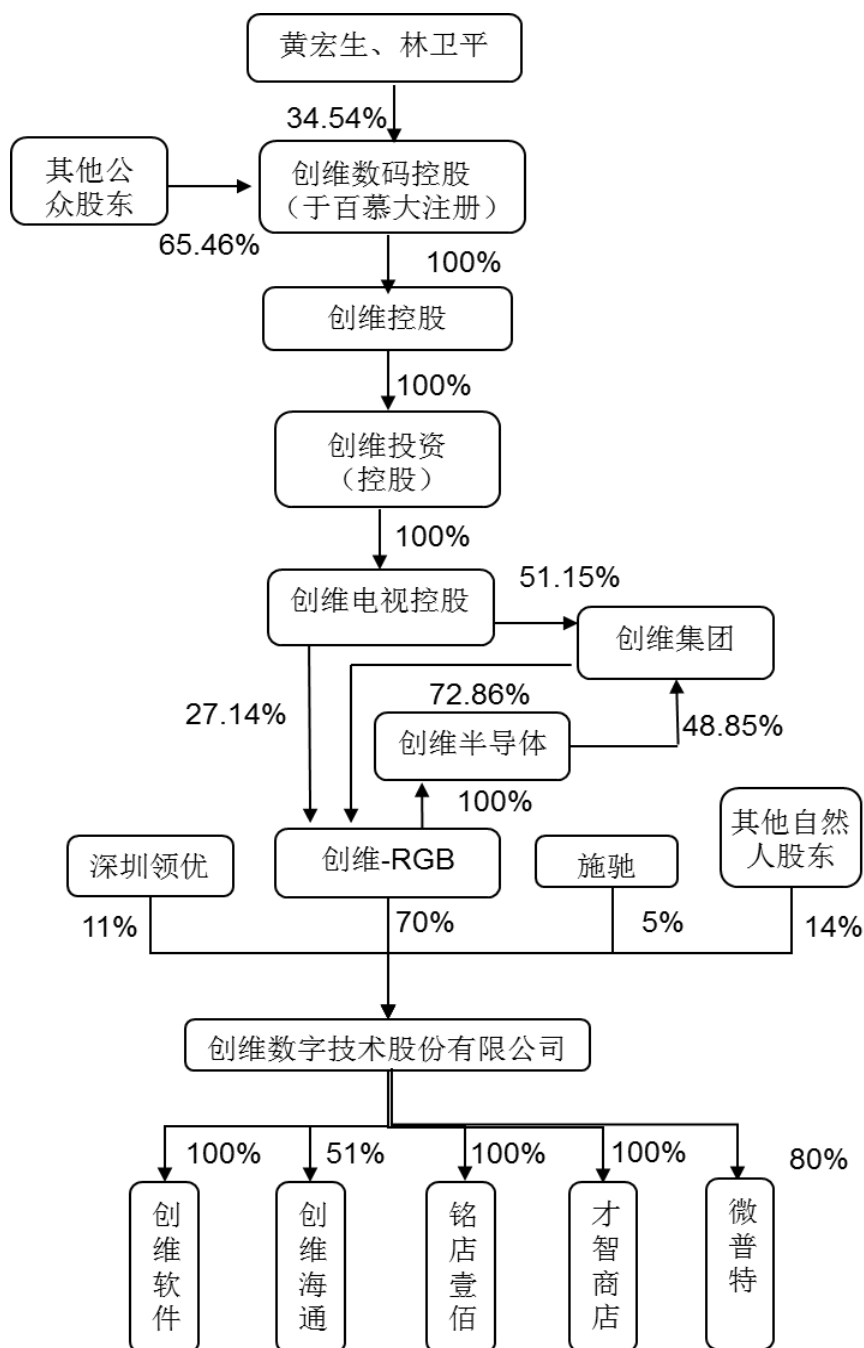 黄宏生、林卫平
34.54%
其他公
众股东
创维数码控股
（于百慕大注册）
65.46%
100%
创维控股
100%
创维投资
（控股）
100%
创维电视控股
51.15%
创维集团
27.14%
72.86%
创维半导体
48.85%
100%
深圳领优
创维-RGB
施驰
其他自然
人股东
11%
70%
5%
14%
创维数字技术股份有限公司
100%
51%
100%
100%
80%
创维软件
创维海通
铭店壹佰
才智商店
微普特